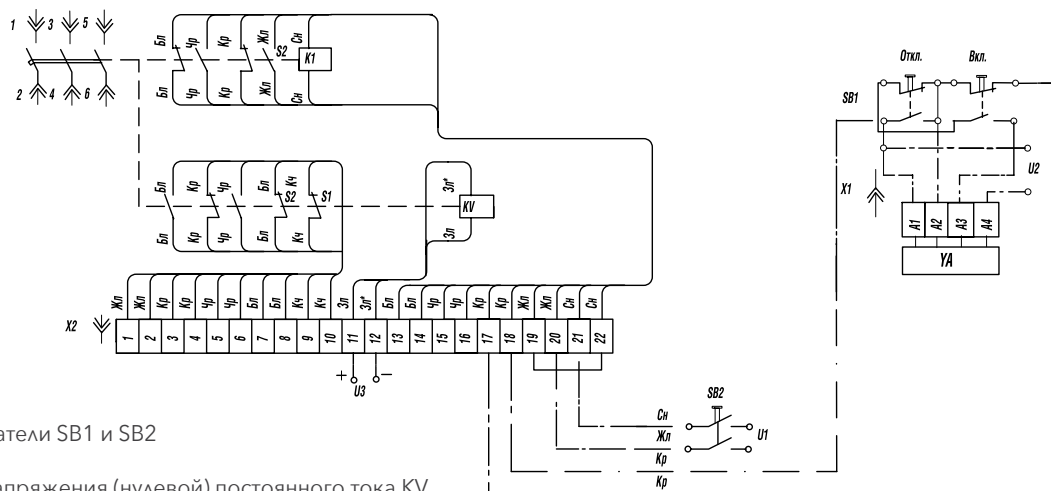 1 3 5
2 4 6
Бл Чр Кр Жл Сн
S2 K1
Бл Чр Кр Жл Сн
Откл. Вкл.
SB1
Бл Кр Чр Бл Кч
S2 S1
Зл*
KV
U2
X1
Бл Кр Чр Бл Кч
Зл
A1 A2 A3 A4
YA
Жл Жл Кр Кр Чр Чр Бл Бл Кч Кч Зл Зл* Бл Бл Чр Чр Кр Кр Жл Жл Сн Сн
X2
1 2 3 4 5 6 7 8 9 10 11 12 13 14 15 16 17 18 19 20 21 22
+ U3 −
SB2
Сн
Жл
U1
Кр
Кр
атели SB1 и SB2
апряжения (нулевой) постоянного тока KV